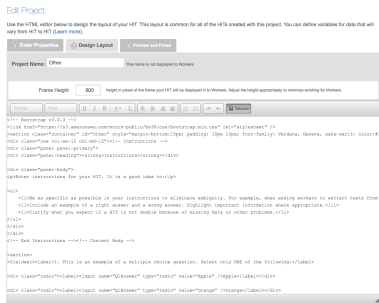 Edit Project
Use the HTML editor below to design the layout of your HIT. This layout is common for all of the HITs created with this project. You can define variables for data that will
vary from HIT to HIT (Learn more).
1 Enter Properties
2 Design Layout
3 Preview and Finish
Project Name: Other This name is not displayed to Workers.
Frame Height 600 Height in pixels of the frame your HIT will be displayed in to Workers. Adjust the height appropriately to minimize scrolling for Workers.
Format Font Source
<!-- Bootstrap v3.0.3 -->
<link href="https://s3.amazonaws.com/mturk-public/bs30/css/bootstrap.min.css" rel="stylesheet" />
<section class="container" id="Other" style="margin-bottom:15px; padding: 10px 10px; font-family: Verdana, Geneva, sans-serif; color:#
<div class="row col-xs-12 col-md-12"><!-- Instructions -->
<div class="panel panel-primary">
<div class="panel-heading"><strong>Instructions</strong></div>
<div class="panel-body">
<p>Enter instructions for your HIT. It is a good idea to:</p>
<ul>
<li>Be as specific as possible in your instructions to eliminate ambiguity. For example, when asking workers to extract texts from
<li>Include an example of a right answer and a wrong answer. Highlight important information where appropriate.</li>
<li>Clarify what you expect if a HIT is not doable because of missing data or other problems.</li>
</ul>
</div>
</div>
<!-- End Instructions --><!-- Content Body -->
<section>
<fieldset><label>1: This is an example of a multiple choice question. Select only ONE of the following:</label>
<div class="radio"><label><input name="Q1Answer" type="radio" value="Apple" />Apple</label></div>
<div class="radio"><label><input name="Q1Answer" type="radio" value="Orange" />Orange</label></div>